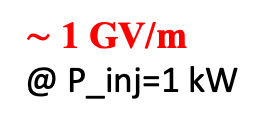 ~ 1 GV/m
@ P_inj=1 kW